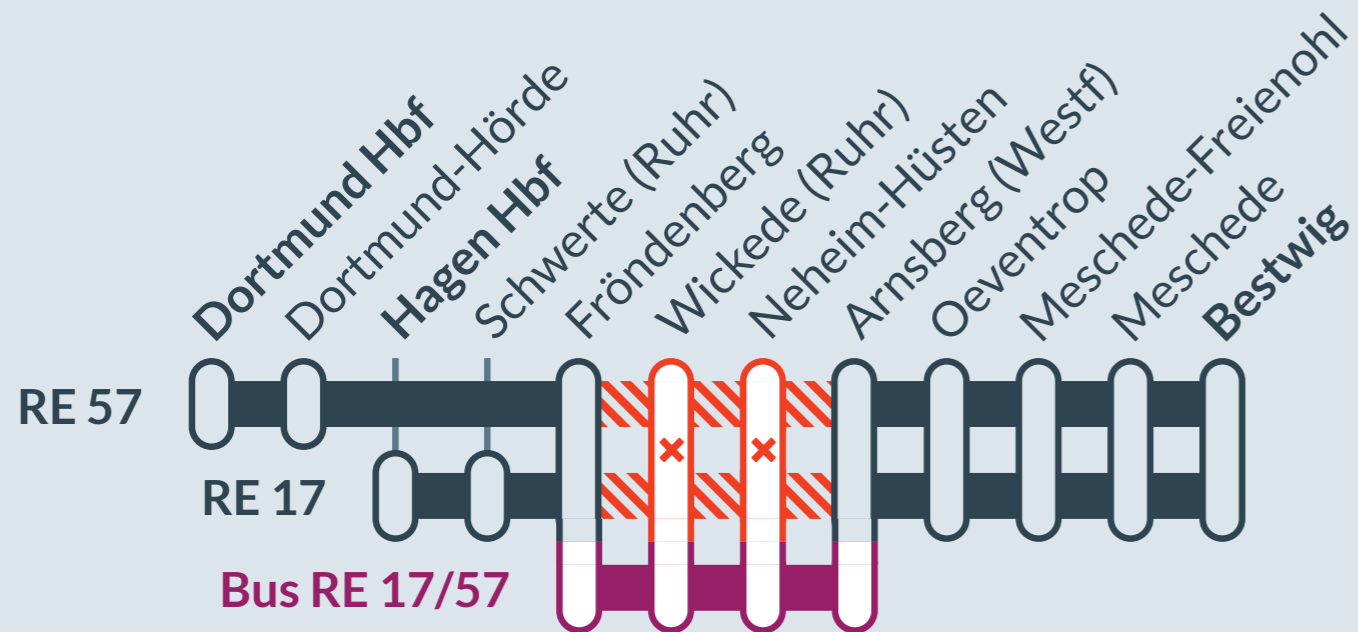 Dortmund Hbf
Dortmund-Hörde
Hagen Hbf
Schwerte (Ruhr)
Fröndenberg
Wickede (Ruhr)
Neheim-Hüsten
Arnsberg (Westf)
Oeventrop
Meschede-Freienohl
Meschede
Bestwig
RE 57
RE 17
Bus RE 17/57